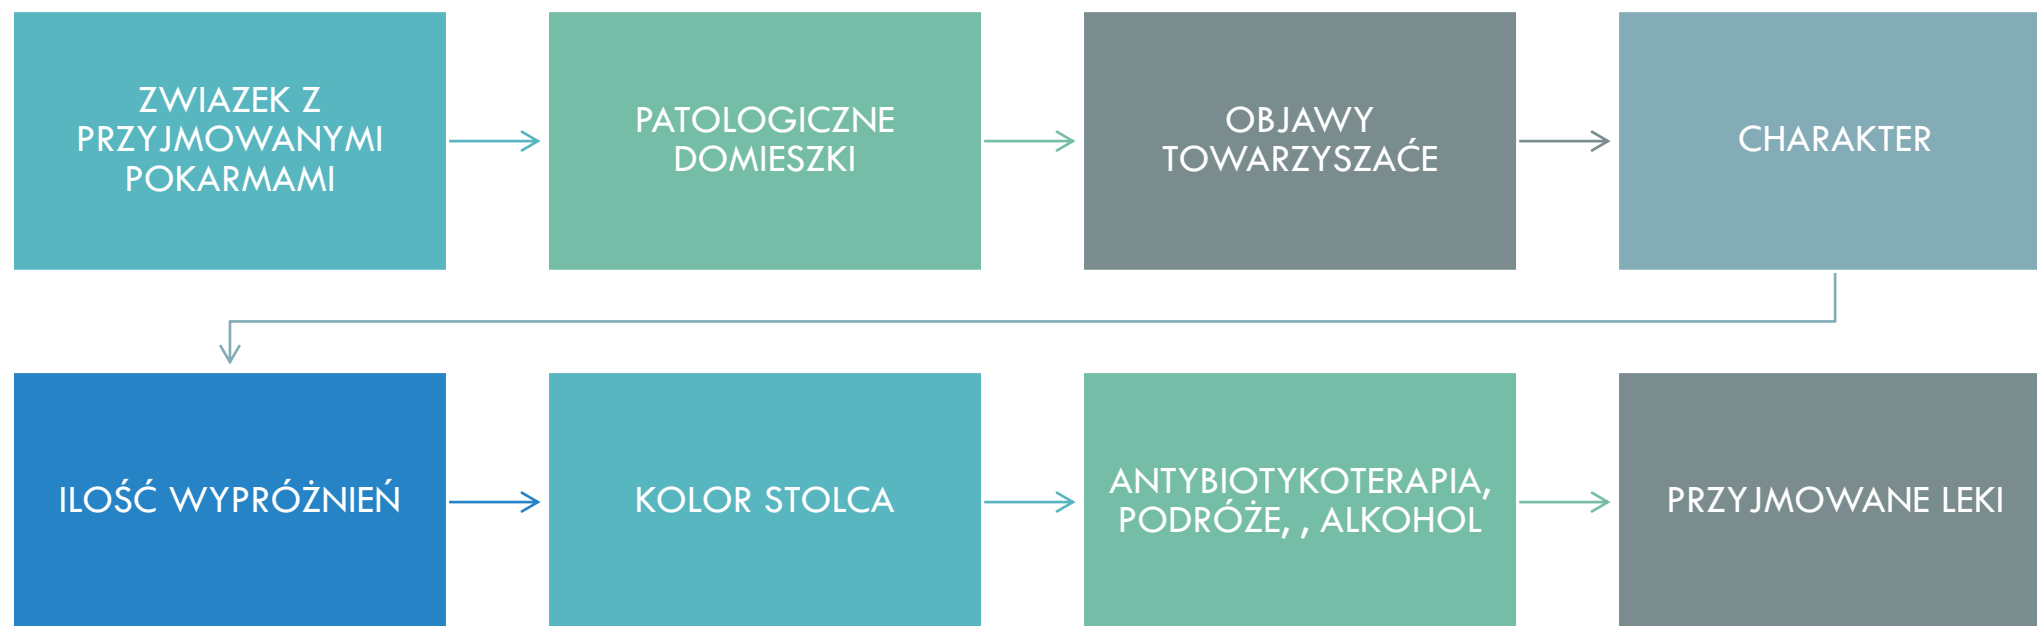 ZWIAZEK Z
PRZYJMOWANYMI
POKARMAMI
PATOLOGICZNE
DOMIESZKI
OBJAWY
TOWARZYSZAĆE
CHARAKTER
ILOŚĆ WYPRÓŻNIEŃ
KOLOR STOLCA
ANTYBIOTYKOTERAPIA,
PODRÓŻE, , ALKOHOL
PRZYJMOWANE LEKI